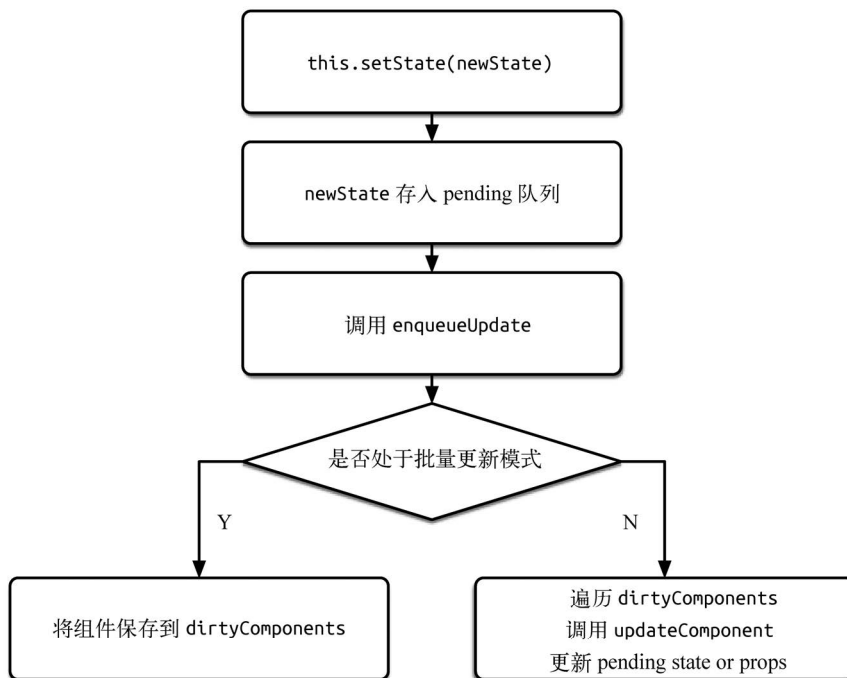 this.setState(newState)
newState 存入 pending 队列
调用 enqueueUpdate
是否处于批量更新模式
Y
N
将组件保存到 dirtyComponents
遍历 dirtyComponents
调用 updateComponent
更新 pending state or props